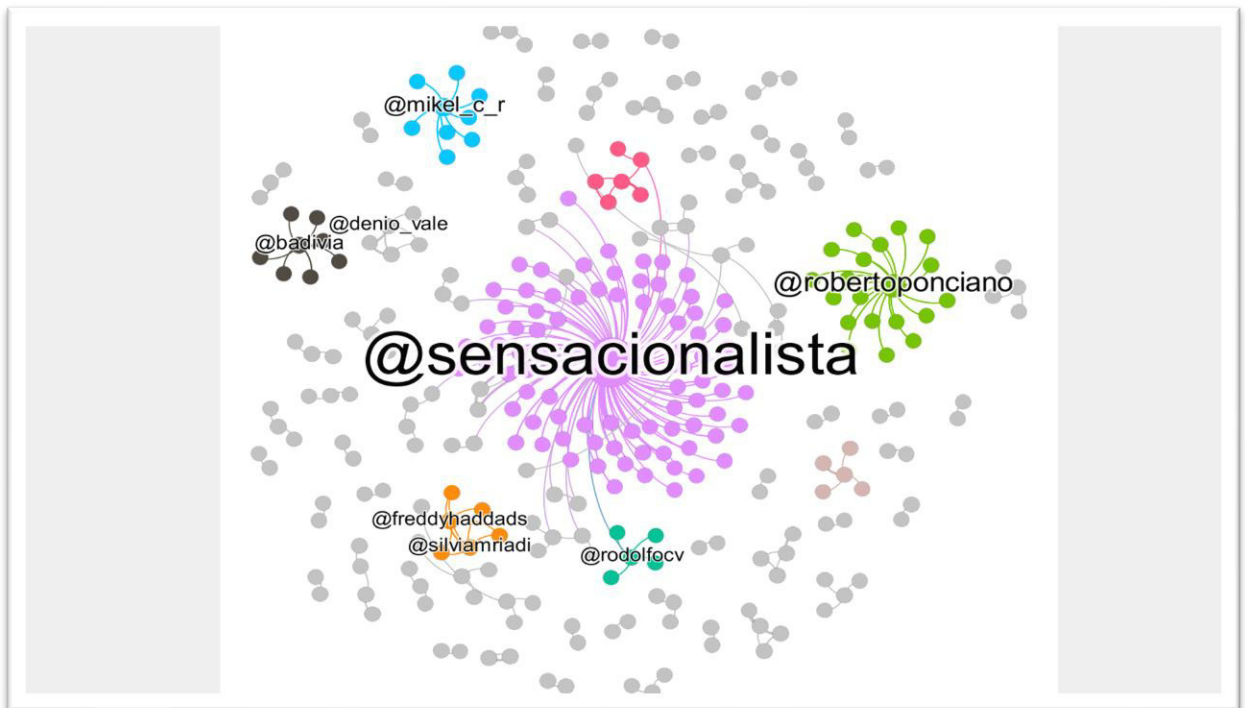 @mikel_c_r
@denio_vale
@badivia
@robertoponciano
@sensacionalista
@freddyhaddads
@silviamriadi
@rodolfocv